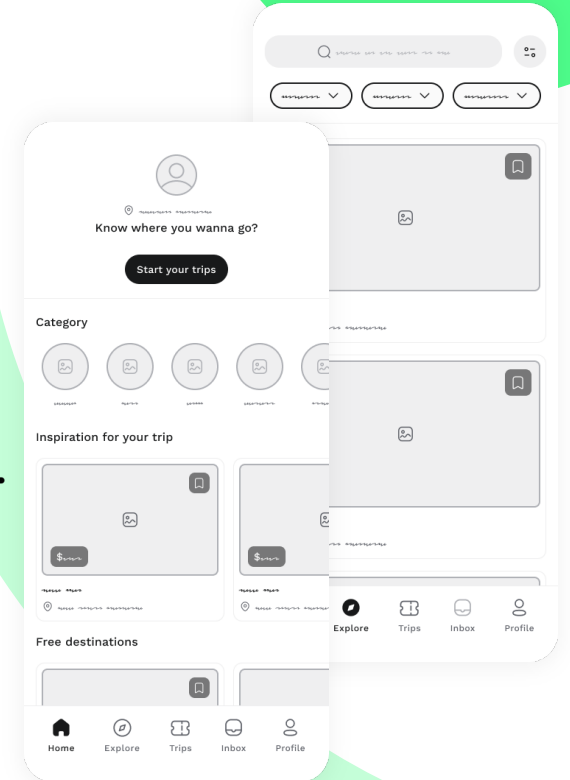 Know where you wanna go?
Start your trips
Category
Inspiration for your trip
$
$
Free destinations
Home Explore Trips Inbox Profile
Explore Trips Inbox Profile